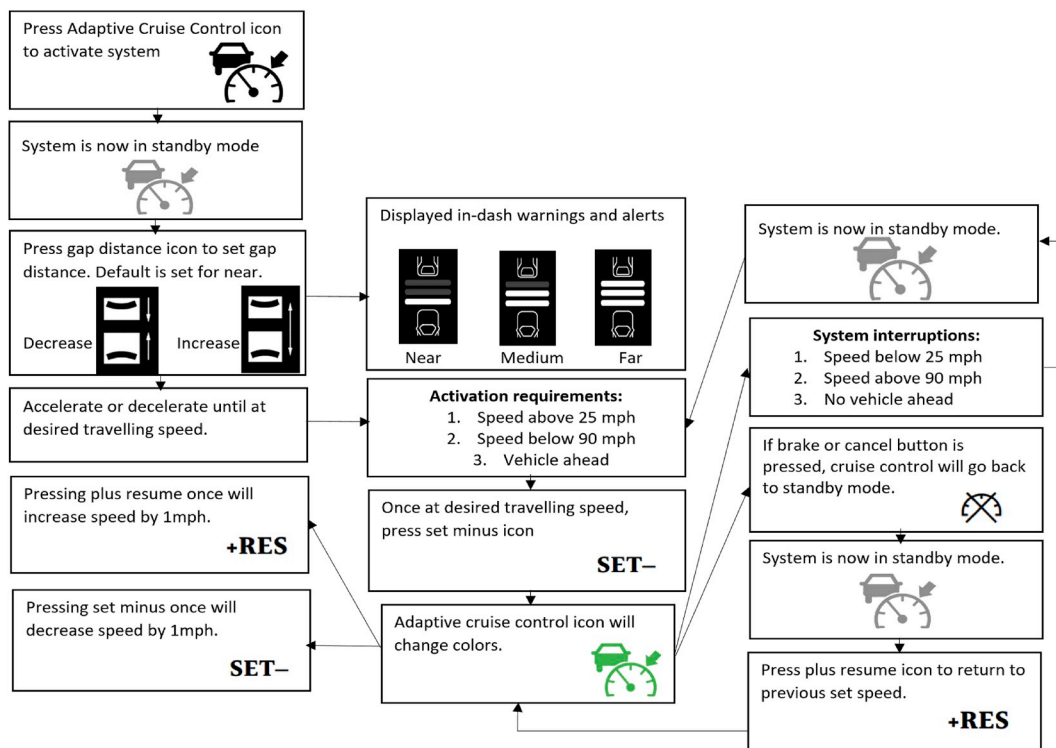 Press Adaptive Cruise Control icon
to activate system
System is now in standby mode
Press gap distance icon to set gap
distance. Default is set for near.
Decrease
Increase
Accelerate or decelerate until at
desired travelling speed.
Pressing plus resume once will
increase speed by 1mph.
+RES
Pressing set minus once will
decrease speed by 1mph.
SET–
Displayed in-dash warnings and alerts
Near
Medium
Far
Activation requirements:
1. Speed above 25 mph
2. Speed below 90 mph
3. Vehicle ahead
Once at desired travelling speed,
press set minus icon
SET–
Adaptive cruise control icon will
change colors.
System is now in standby mode.
System interruptions:
1. Speed below 25 mph
2. Speed above 90 mph
3. No vehicle ahead
If brake or cancel button is
pressed, cruise control will go back
to standby mode.
System is now in standby mode.
Press plus resume icon to return to
previous set speed.
+RES